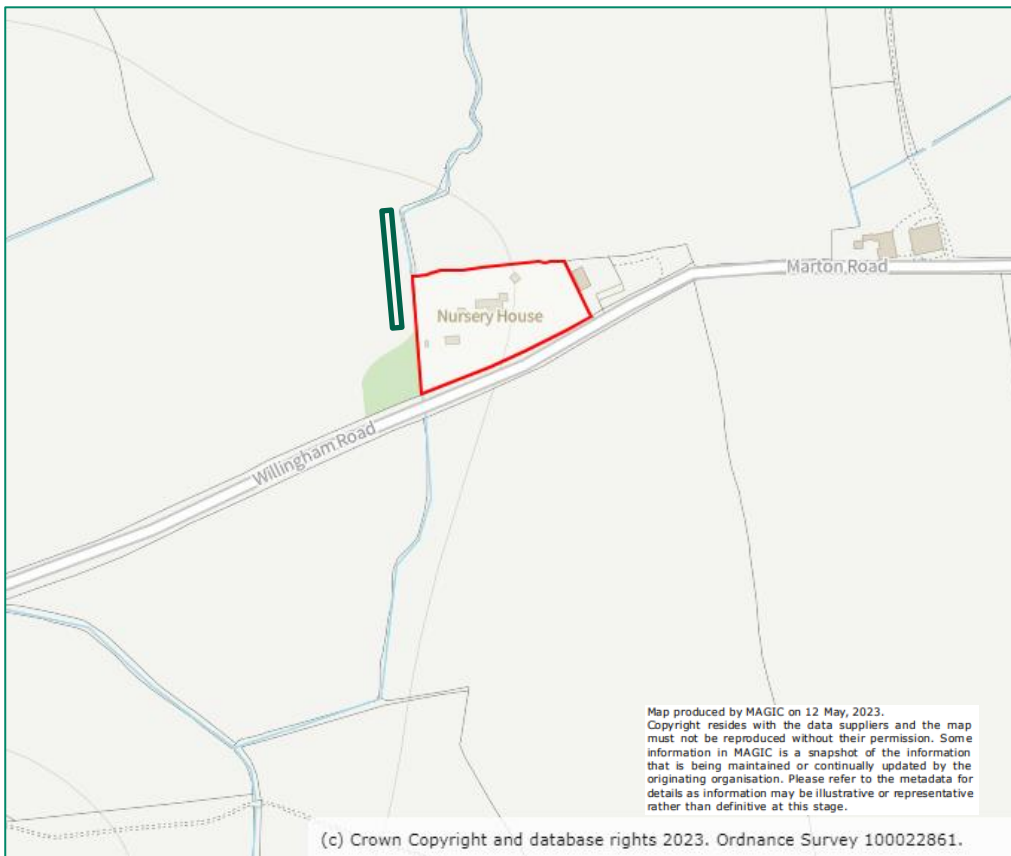 Marton Road
Nursery House
Willingham Road
Map produced by MAGIC on 12 May, 2023.
Copyright resides with the data suppliers and the map
must not be reproduced without their permission. Some
information in MAGIC is a snapshot of the information
that is being maintained or continually updated by the
originating organisation. Please refer to the metadata for
details as information may be illustrative or representative
rather than definitive at this stage.
(c) Crown Copyright and database rights 2023. Ordnance Survey 100022861.